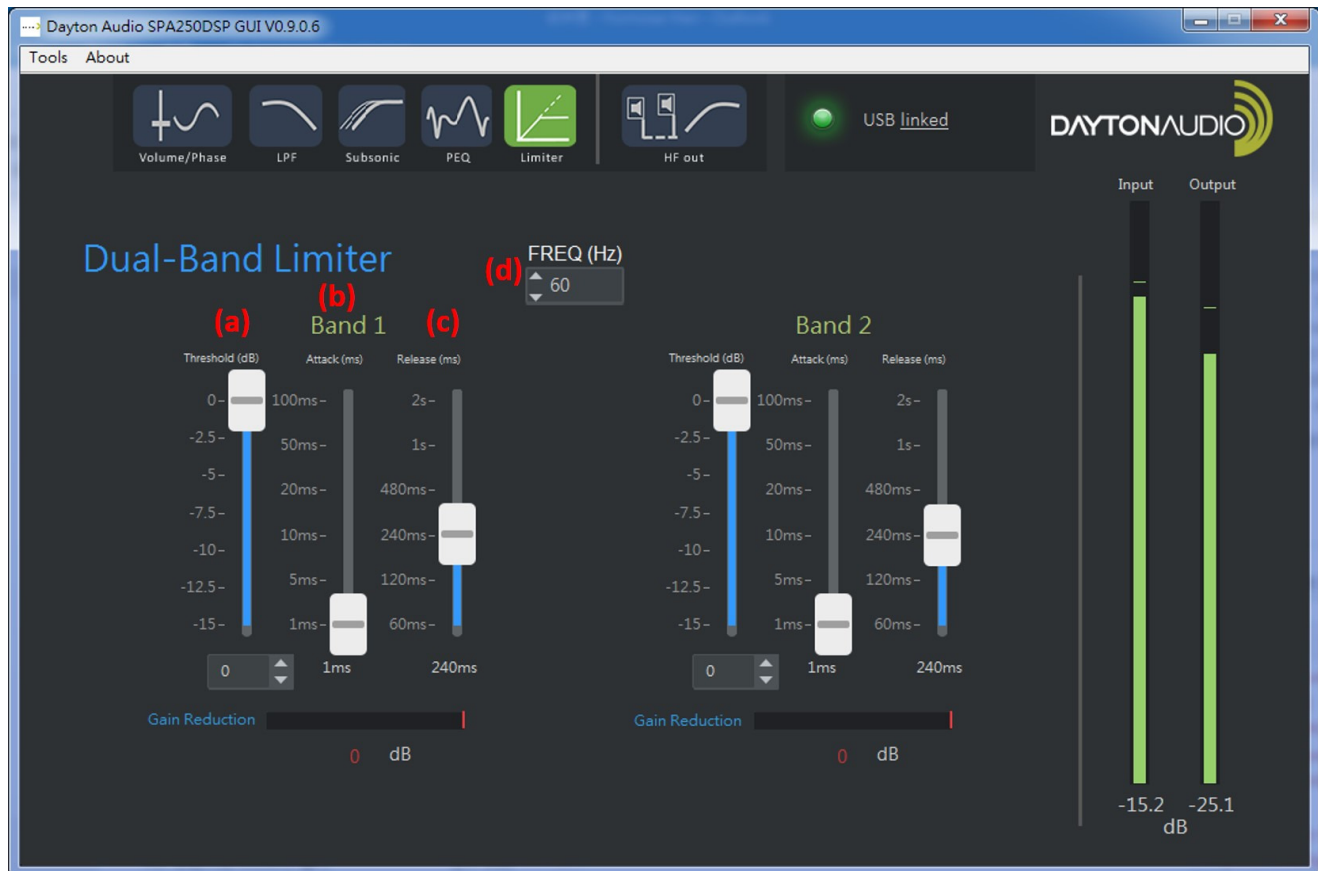 Dayton Audio SPA250DSP GUI V0.9.0.6
Tools About
Volume/Phase LPF Subsonic PEQ Limiter HF out
USB linked
DAYTONAUDIO
Input Output
Dual-Band Limiter
FREQ (Hz)
(d) 60
(a) (b) (c)
Band 1
Threshold (dB) Attack (ms) Release (ms)
0 100ms 2s
-2.5 50ms 1s
-5 20ms 480ms
-7.5 10ms 240ms
-10 5ms 120ms
-12.5 1ms 60ms
-15
0 1ms 240ms
Gain Reduction
0 dB
Band 2
Threshold (dB) Attack (ms) Release (ms)
0 100ms 2s
-2.5 50ms 1s
-5 20ms 480ms
-7.5 10ms 240ms
-10 5ms 120ms
-12.5 1ms 60ms
-15
0 1ms 240ms
Gain Reduction
0 dB
-15.2 -25.1
dB